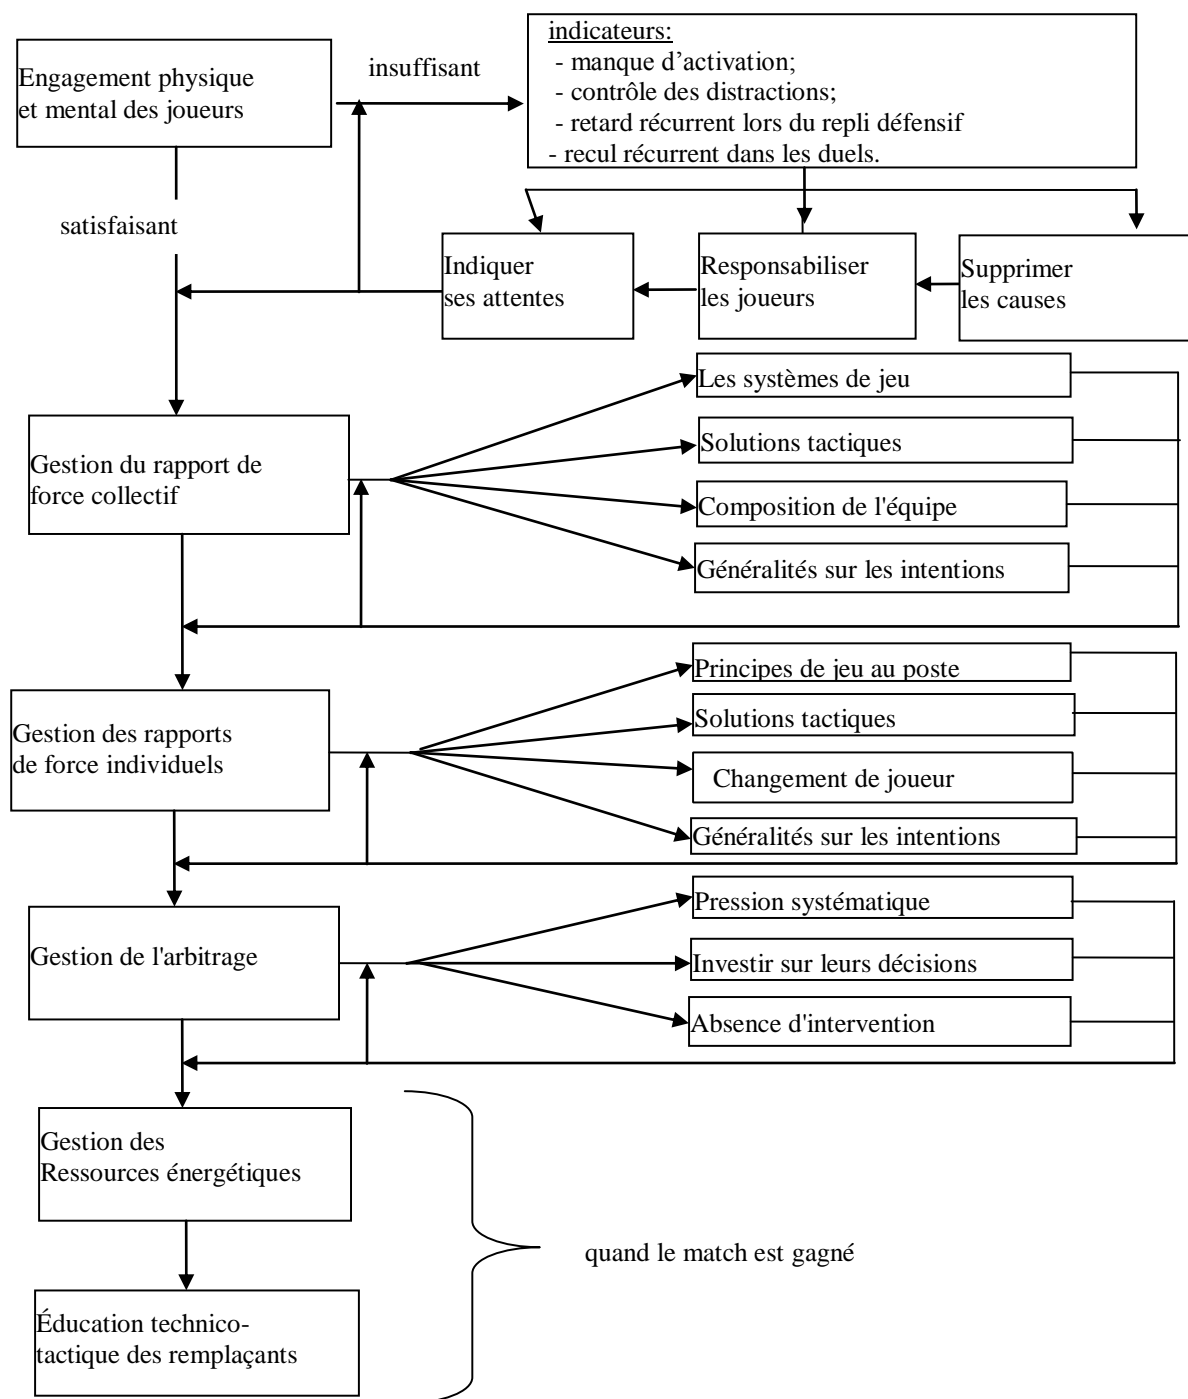 Engagement physique
et mental des joueurs
insuffisant
indicateurs:
- manque d’activation;
- contrôle des distractions;
- retard récurrent lors du repli défensif
- recul récurrent dans les duels.
satisfaisant
Indiquer
ses attentes
Responsabiliser
les joueurs
Supprimer
les causes
Gestion du rapport de
force collectif
Les systèmes de jeu
Solutions tactiques
Composition de l'équipe
Généralités sur les intentions
Gestion des rapports
de force individuels
Principes de jeu au poste
Solutions tactiques
Changement de joueur
Généralités sur les intentions
Gestion de l'arbitrage
Pression systématique
Investir sur leurs décisions
Absence d'intervention
Gestion des
Ressources énergétiques
quand le match est gagné
Éducation technico-
tactique des remplaçants